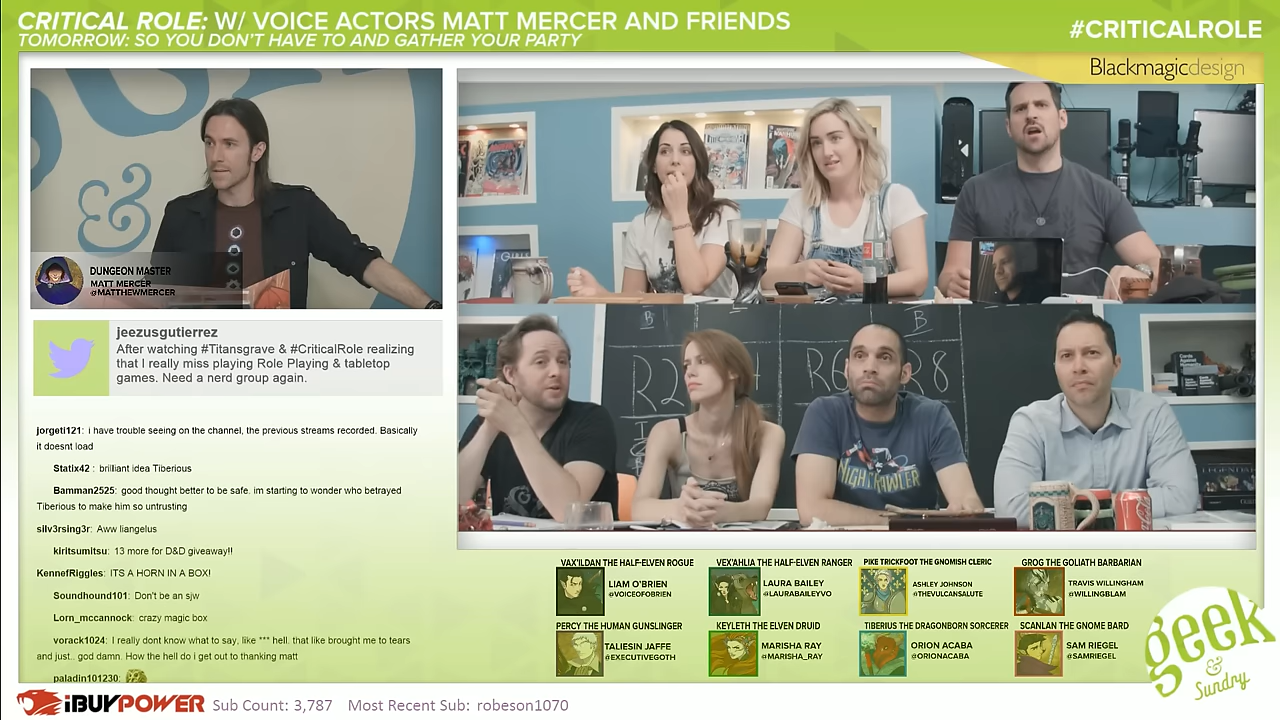 CRITICAL ROLE: W/ VOICE ACTORS MATT MERCER AND FRIENDS
TOMORROW: SO YOU DON'T HAVE TO AND GATHER YOUR PARTY
#CRITICALROLE
Blackmagicdesign
&
DUNGEON MASTER
MATT MERCER
@MATTHEWMERCER
jeezusgutierrez
After watching #Titansgrave & #CriticalRole realizing
that I really miss playing Role Playing & tabletop
games. Need a nerd group again.
jorgeti121: i have trouble seeing on the channel, the previous streams recorded. Basically
it doesnt load
Statix42 : brilliant idea Tiberious
Bamman2525: good thought better to be safe. im starting to wonder who betrayed
Tiberious to make him so untrusting
silv3rsing3r: Aww liangelus
kiritsumitsu: 13 more for D&D giveaway!!
KennefRiggles: ITS A HORN IN A BOX!
Soundhound101: Don't be an sjw
Lorn_mccannock: crazy magic box
vorack1024: I really dont know what to say, like *** hell. that like brought me to tears
and just.. god damn. How the hell do i get out to thanking matt
paladin101230:
B
B
R2
R6
28
NIGHTCRAWLER
VAX'ILDAN THE HALF-ELVEN ROGUE
LIAM O'BRIEN
@VOICEOFOBRIEN
VEX'AHLIA THE HALF-ELVEN RANGER
LAURA BAILEY
@LAURABAILEYVO
PIKE TRICKFOOT THE GNOMISH CLERIC
ASHLEY JOHNSON
@THEVULCANSALUTE
GROG THE GOLIATH BARBARIAN
TRAVIS WILLINGHAM
@WILLINGBLAM
PERCY THE HUMAN GUNSLINGER
TALIESIN JAFFE
@EXECUTIVEGOTH
KEYLETH THE ELVEN DRUID
MARISHA RAY
@MARISHA_RAY
TIBERIUS THE DRAGONBORN SORCERER
ORION ACABA
@ORIONACABA
SCANLAN THE GNOME BARD
SAM RIEGEL
@SAMRIEGEL
geek
&
Sundry
iBUYPOWER
Sub Count: 3,787 Most Recent Sub: robeson1070